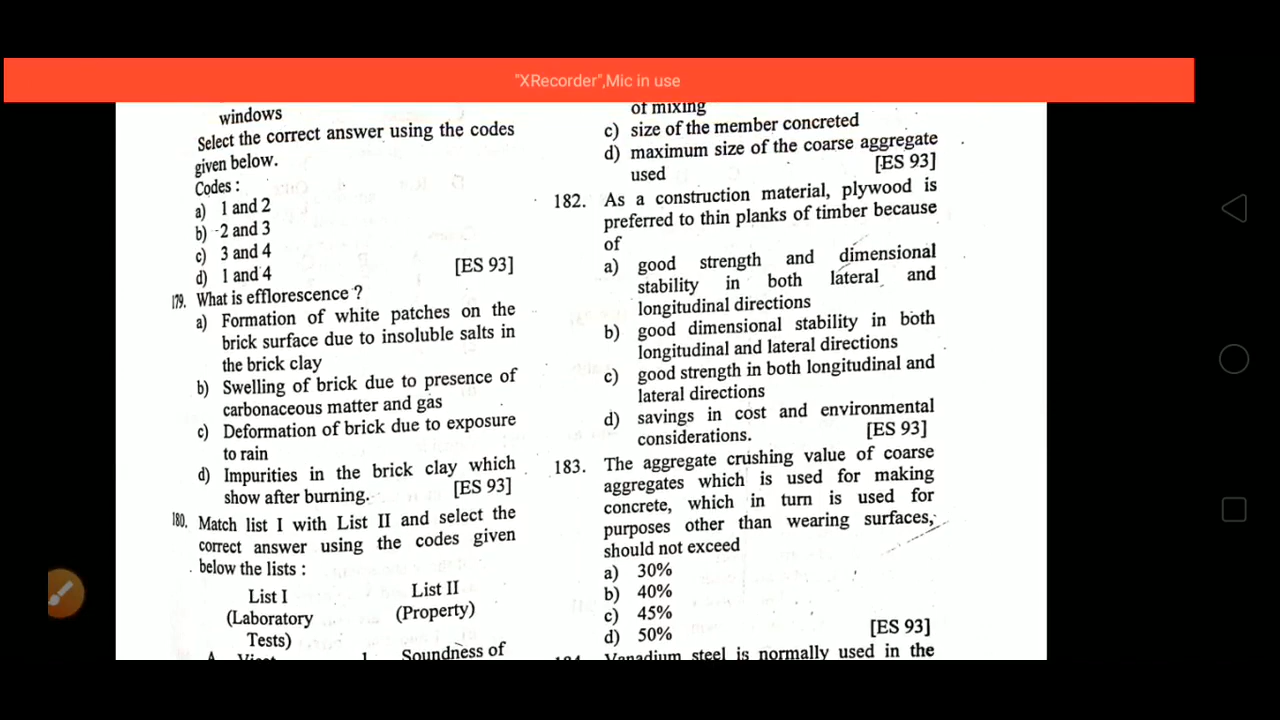 "XRecorder",Mic in use
windows
Select the correct answer using the codes
given below.
Codes :
a) 1 and 2
b) 2 and 3
c) 3 and 4
d) 1 and 4 [ES 93]
179. What is efflorescence ?
a) Formation of white patches on the
brick surface due to insoluble salts in
the brick clay
b) Swelling of brick due to presence of
carbonaceous matter and gas
c) Deformation of brick due to exposure
to rain
d) Impurities in the brick clay which
show after burning. [ES 93]
180. Match list I with List II and select the
correct answer using the codes given
below the lists :
List I List II
(Laboratory (Property)
Tests)
A. Vicat 1. Soundness of
of mixing
c) size of the member concreted
d) maximum size of the coarse aggregate
used [ES 93]
182. As a construction material, plywood is
preferred to thin planks of timber because
of
a) good strength and dimensional
stability in both lateral and
longitudinal directions
b) good dimensional stability in both
longitudinal and lateral directions
c) good strength in both longitudinal and
lateral directions
d) savings in cost and environmental
considerations. [ES 93]
183. The aggregate crushing value of coarse
aggregates which is used for making
concrete, which in turn is used for
purposes other than wearing surfaces,
should not exceed
a) 30%
b) 40%
c) 45%
d) 50% [ES 93]
184. Vanadium steel is normally used in the